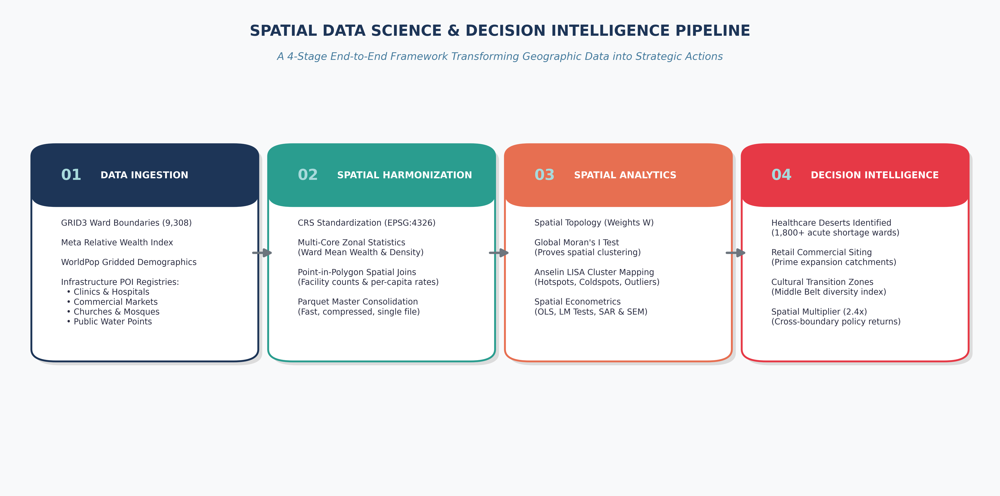 SPATIAL DATA SCIENCE & DECISION INTELLIGENCE PIPELINE
A 4-Stage End-to-End Framework Transforming Geographic Data into Strategic Actions
01 DATA INGESTION
GRID3 Ward Boundaries (9,308)
Meta Relative Wealth Index
WorldPop Gridded Demographics
Infrastructure POI Registries:
• Clinics & Hospitals
• Commercial Markets
• Churches & Mosques
• Public Water Points
02 SPATIAL HARMONIZATION
CRS Standardization (EPSG:4326)
Multi-Core Zonal Statistics
(Ward Mean Wealth & Density)
Point-in-Polygon Spatial Joins
(Facility counts & per-capita rates)
Parquet Master Consolidation
(Fast, compressed, single file)
03 SPATIAL ANALYTICS
Spatial Topology (Weights W)
Global Moran's I Test
(Proves spatial clustering)
Anselin LISA Cluster Mapping
(Hotspots, Coldspots, Outliers)
Spatial Econometrics
(OLS, LM Tests, SAR & SEM)
04 DECISION INTELLIGENCE
Healthcare Deserts Identified
(1,800+ acute shortage wards)
Retail Commercial Siting
(Prime expansion catchments)
Cultural Transition Zones
(Middle Belt diversity index)
Spatial Multiplier (2.4x)
(Cross-boundary policy returns)